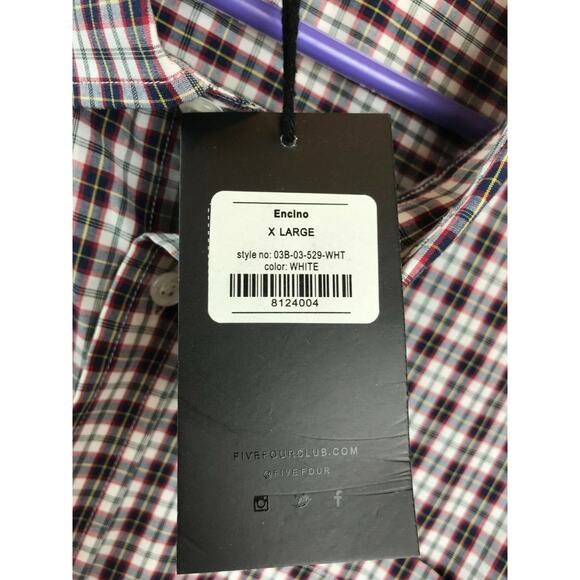 Encino
X LARGE
style no: 03B-03-529-WHT
color: WHITE
8124004
FIVEFOURCLUB.COM
@FIVEFOUR